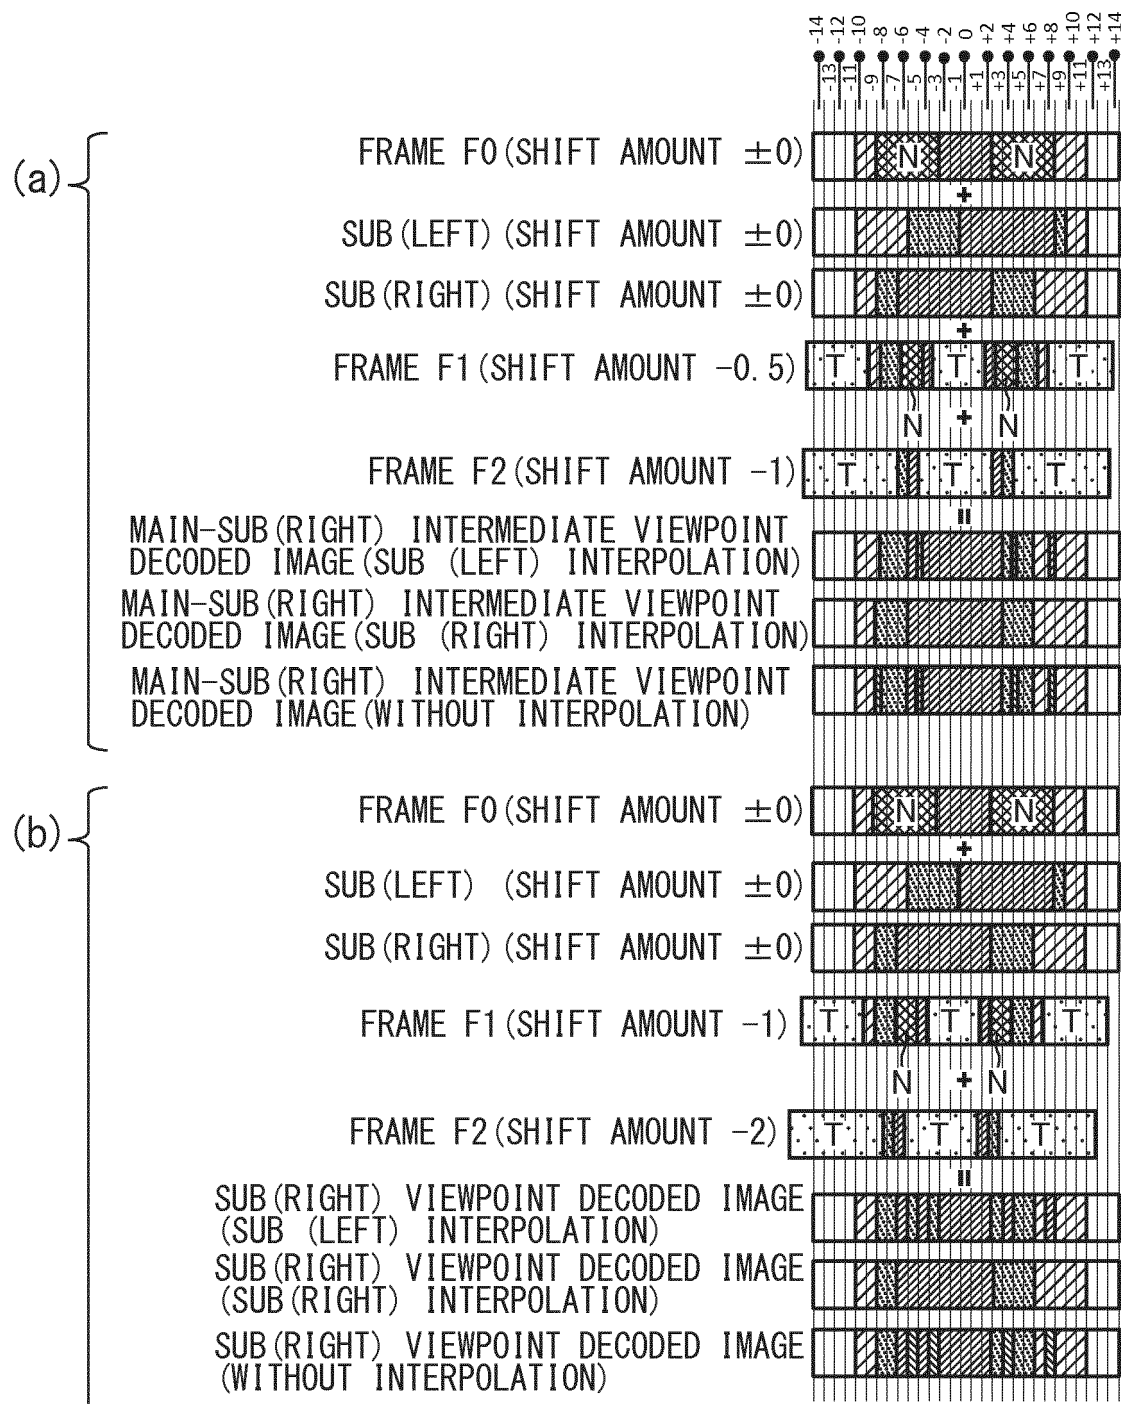 -14 -12 -10 -8 -6 -4 -2 0 +2 +4 +6 +8 +10 +12 +14
-13 -11 -9 -7 -5 -3 -1 +1 +3 +5 +7 +9 +11 +13
(a)
FRAME F0(SHIFT AMOUNT ±0)
N N
+
SUB(LEFT)(SHIFT AMOUNT ±0)
SUB(RIGHT)(SHIFT AMOUNT ±0)
+
FRAME F1(SHIFT AMOUNT -0.5)
T T T
N + N
FRAME F2(SHIFT AMOUNT -1)
T T T
=
MAIN-SUB(RIGHT) INTERMEDIATE VIEWPOINT
DECODED IMAGE(SUB (LEFT) INTERPOLATION)
MAIN-SUB(RIGHT) INTERMEDIATE VIEWPOINT
DECODED IMAGE(SUB (RIGHT) INTERPOLATION)
MAIN-SUB(RIGHT) INTERMEDIATE VIEWPOINT
DECODED IMAGE(WITHOUT INTERPOLATION)
(b)
FRAME F0(SHIFT AMOUNT ±0)
N N
+
SUB(LEFT) (SHIFT AMOUNT ±0)
SUB(RIGHT)(SHIFT AMOUNT ±0)
FRAME F1(SHIFT AMOUNT -1)
T T T
N + N
FRAME F2(SHIFT AMOUNT -2)
T T T
=
SUB(RIGHT) VIEWPOINT DECODED IMAGE
(SUB (LEFT) INTERPOLATION)
SUB(RIGHT) VIEWPOINT DECODED IMAGE
(SUB(RIGHT) INTERPOLATION)
SUB(RIGHT) VIEWPOINT DECODED IMAGE
(WITHOUT INTERPOLATION)